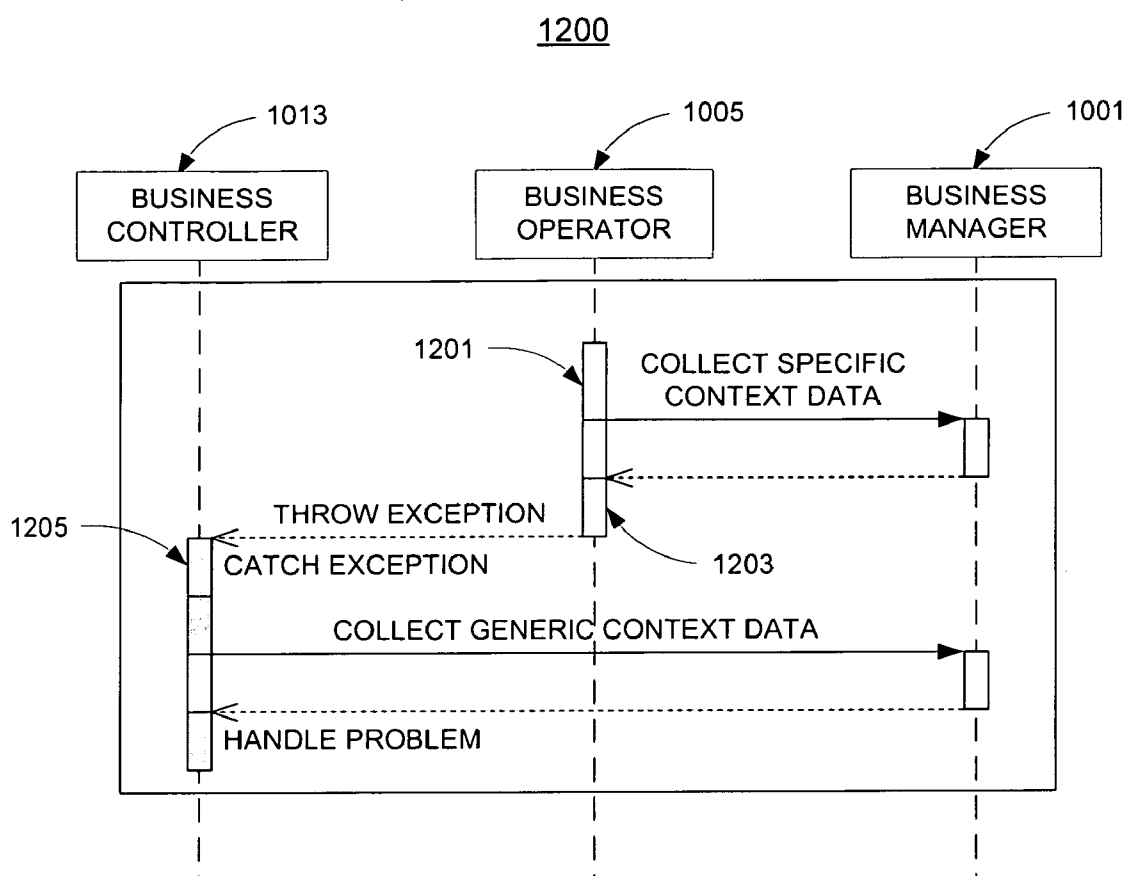 1200
1013
1005
1001
BUSINESS
CONTROLLER
BUSINESS
OPERATOR
BUSINESS
MANAGER
1201
COLLECT SPECIFIC
CONTEXT DATA
1205
THROW EXCEPTION
CATCH EXCEPTION
1203
COLLECT GENERIC CONTEXT DATA
HANDLE PROBLEM